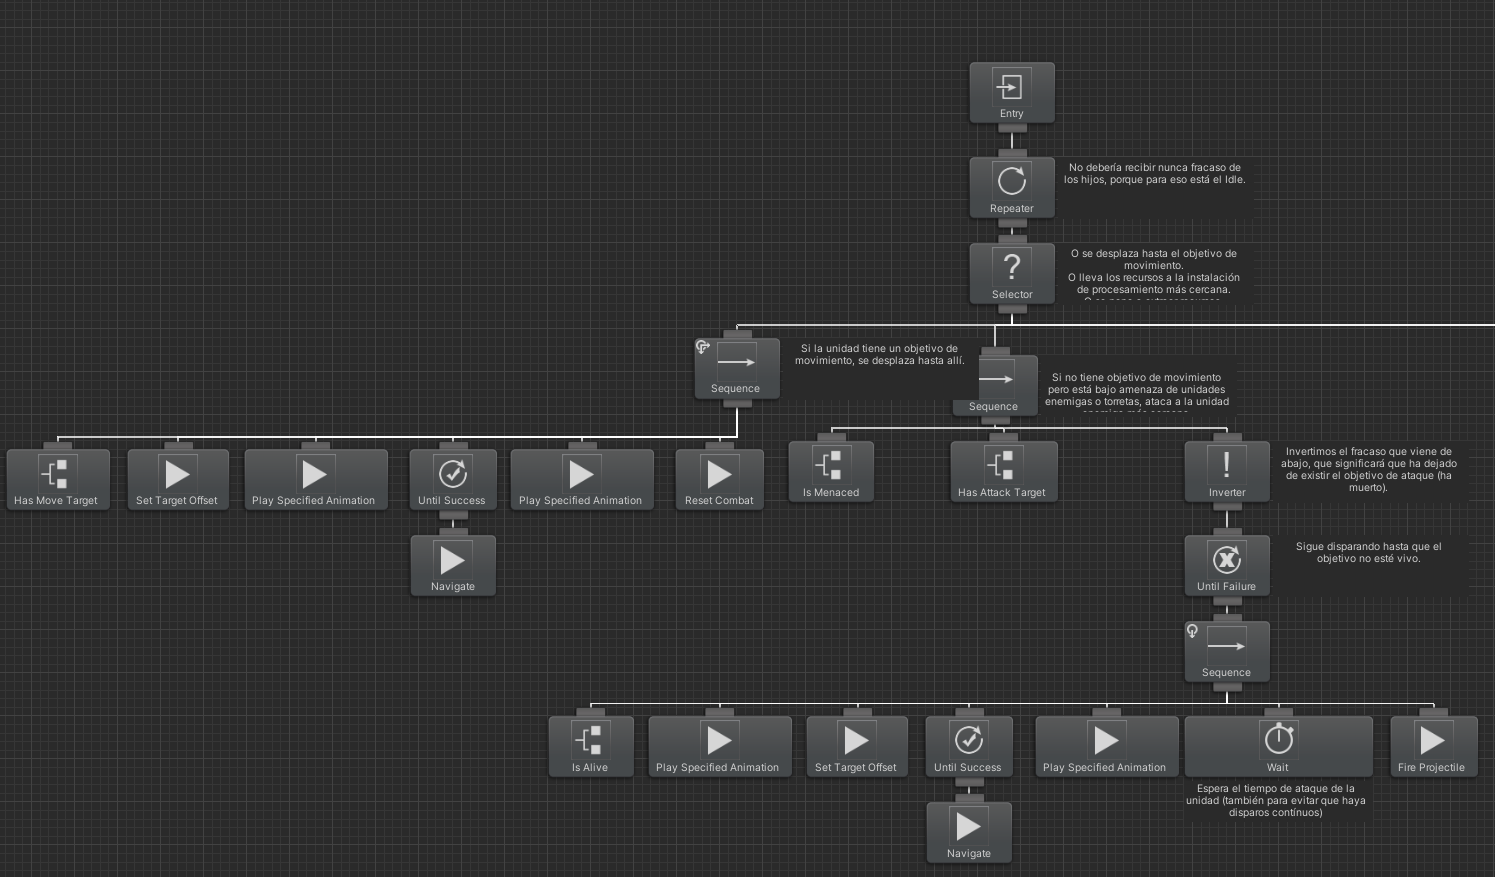 Entry
Repeater
No debería recibir nunca fracaso de
los hijos, porque para eso está el Idle.
Selector
O se desplaza hasta el objetivo de
movimiento.
O lleva los recursos a la instalación
de procesamiento más cercana.
Sequence
Si la unidad tiene un objetivo de
movimiento, se desplaza hasta allí.
Sequence
Si no tiene objetivo de movimiento
pero está bajo amenaza de unidades
enemigas o torretas, ataca a la unidad
Has Move Target
Set Target Offset
Play Specified Animation
Until Success
Play Specified Animation
Reset Combat
Is Menaced
Has Attack Target
Inverter
Invertimos el fracaso que viene de
abajo, que significará que ha dejado
de existir el objetivo de ataque (ha
muerto).
Navigate
Until Failure
Sigue disparando hasta que el
objetivo no esté vivo.
Sequence
Is Alive
Play Specified Animation
Set Target Offset
Until Success
Play Specified Animation
Wait
Fire Projectile
Espera el tiempo de ataque de la
unidad (también para evitar que haya
disparos contínuos)
Navigate